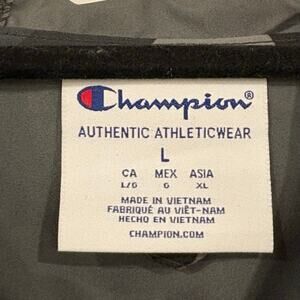 Champion®
AUTHENTIC ATHLETICWEAR
L
CA MEX ASIA
L/G G XL
MADE IN VIETNAM
FABRIQUÉ AU VIÊT-NAM
HECHO EN VIETNAM
CHAMPION.COM